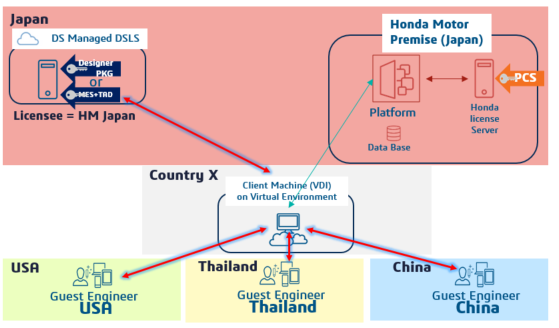 Japan
DS Managed DSLS
Designer
PKG
or
MES+TRD
Licensee = HM Japan
Honda Motor
Premise (Japan)
Platform
Data Base
Honda
license
Server
PCS
Country X
Client Machine (VDI)
on Virtual Environment
USA
Guest Engineer
USA
Thailand
Guest Engineer
Thailand
China
Guest Engineer
China